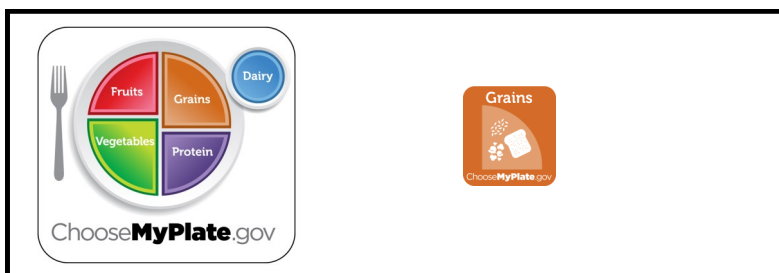 Fruits
Grains
Dairy
Vegetables
Protein
ChooseMyPlate.gov
Grains
ChooseMyPlate.gov